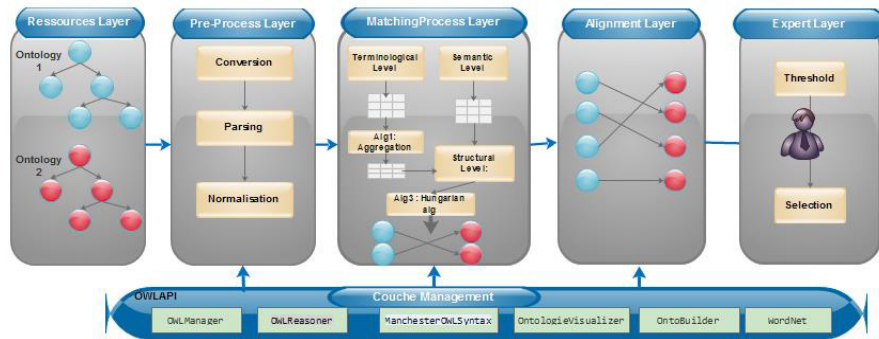 Ressources Layer
Pre-Process Layer
MatchingProcess Layer
Alignment Layer
Expert Layer
Ontology
1
Ontology
2
Conversion
Parsing
Normalisation
Terminological
Level
Semantic
Level
Alg1:
Aggregation
Structural
Level:
Alg3 : Hungarian
alg
Threshold
Selection
OWLAPI
Couche Management
OWLManager
OWLReasoner
ManchesterOWLSyntax
OntologieVisualizer
OntoBuilder
WordNet